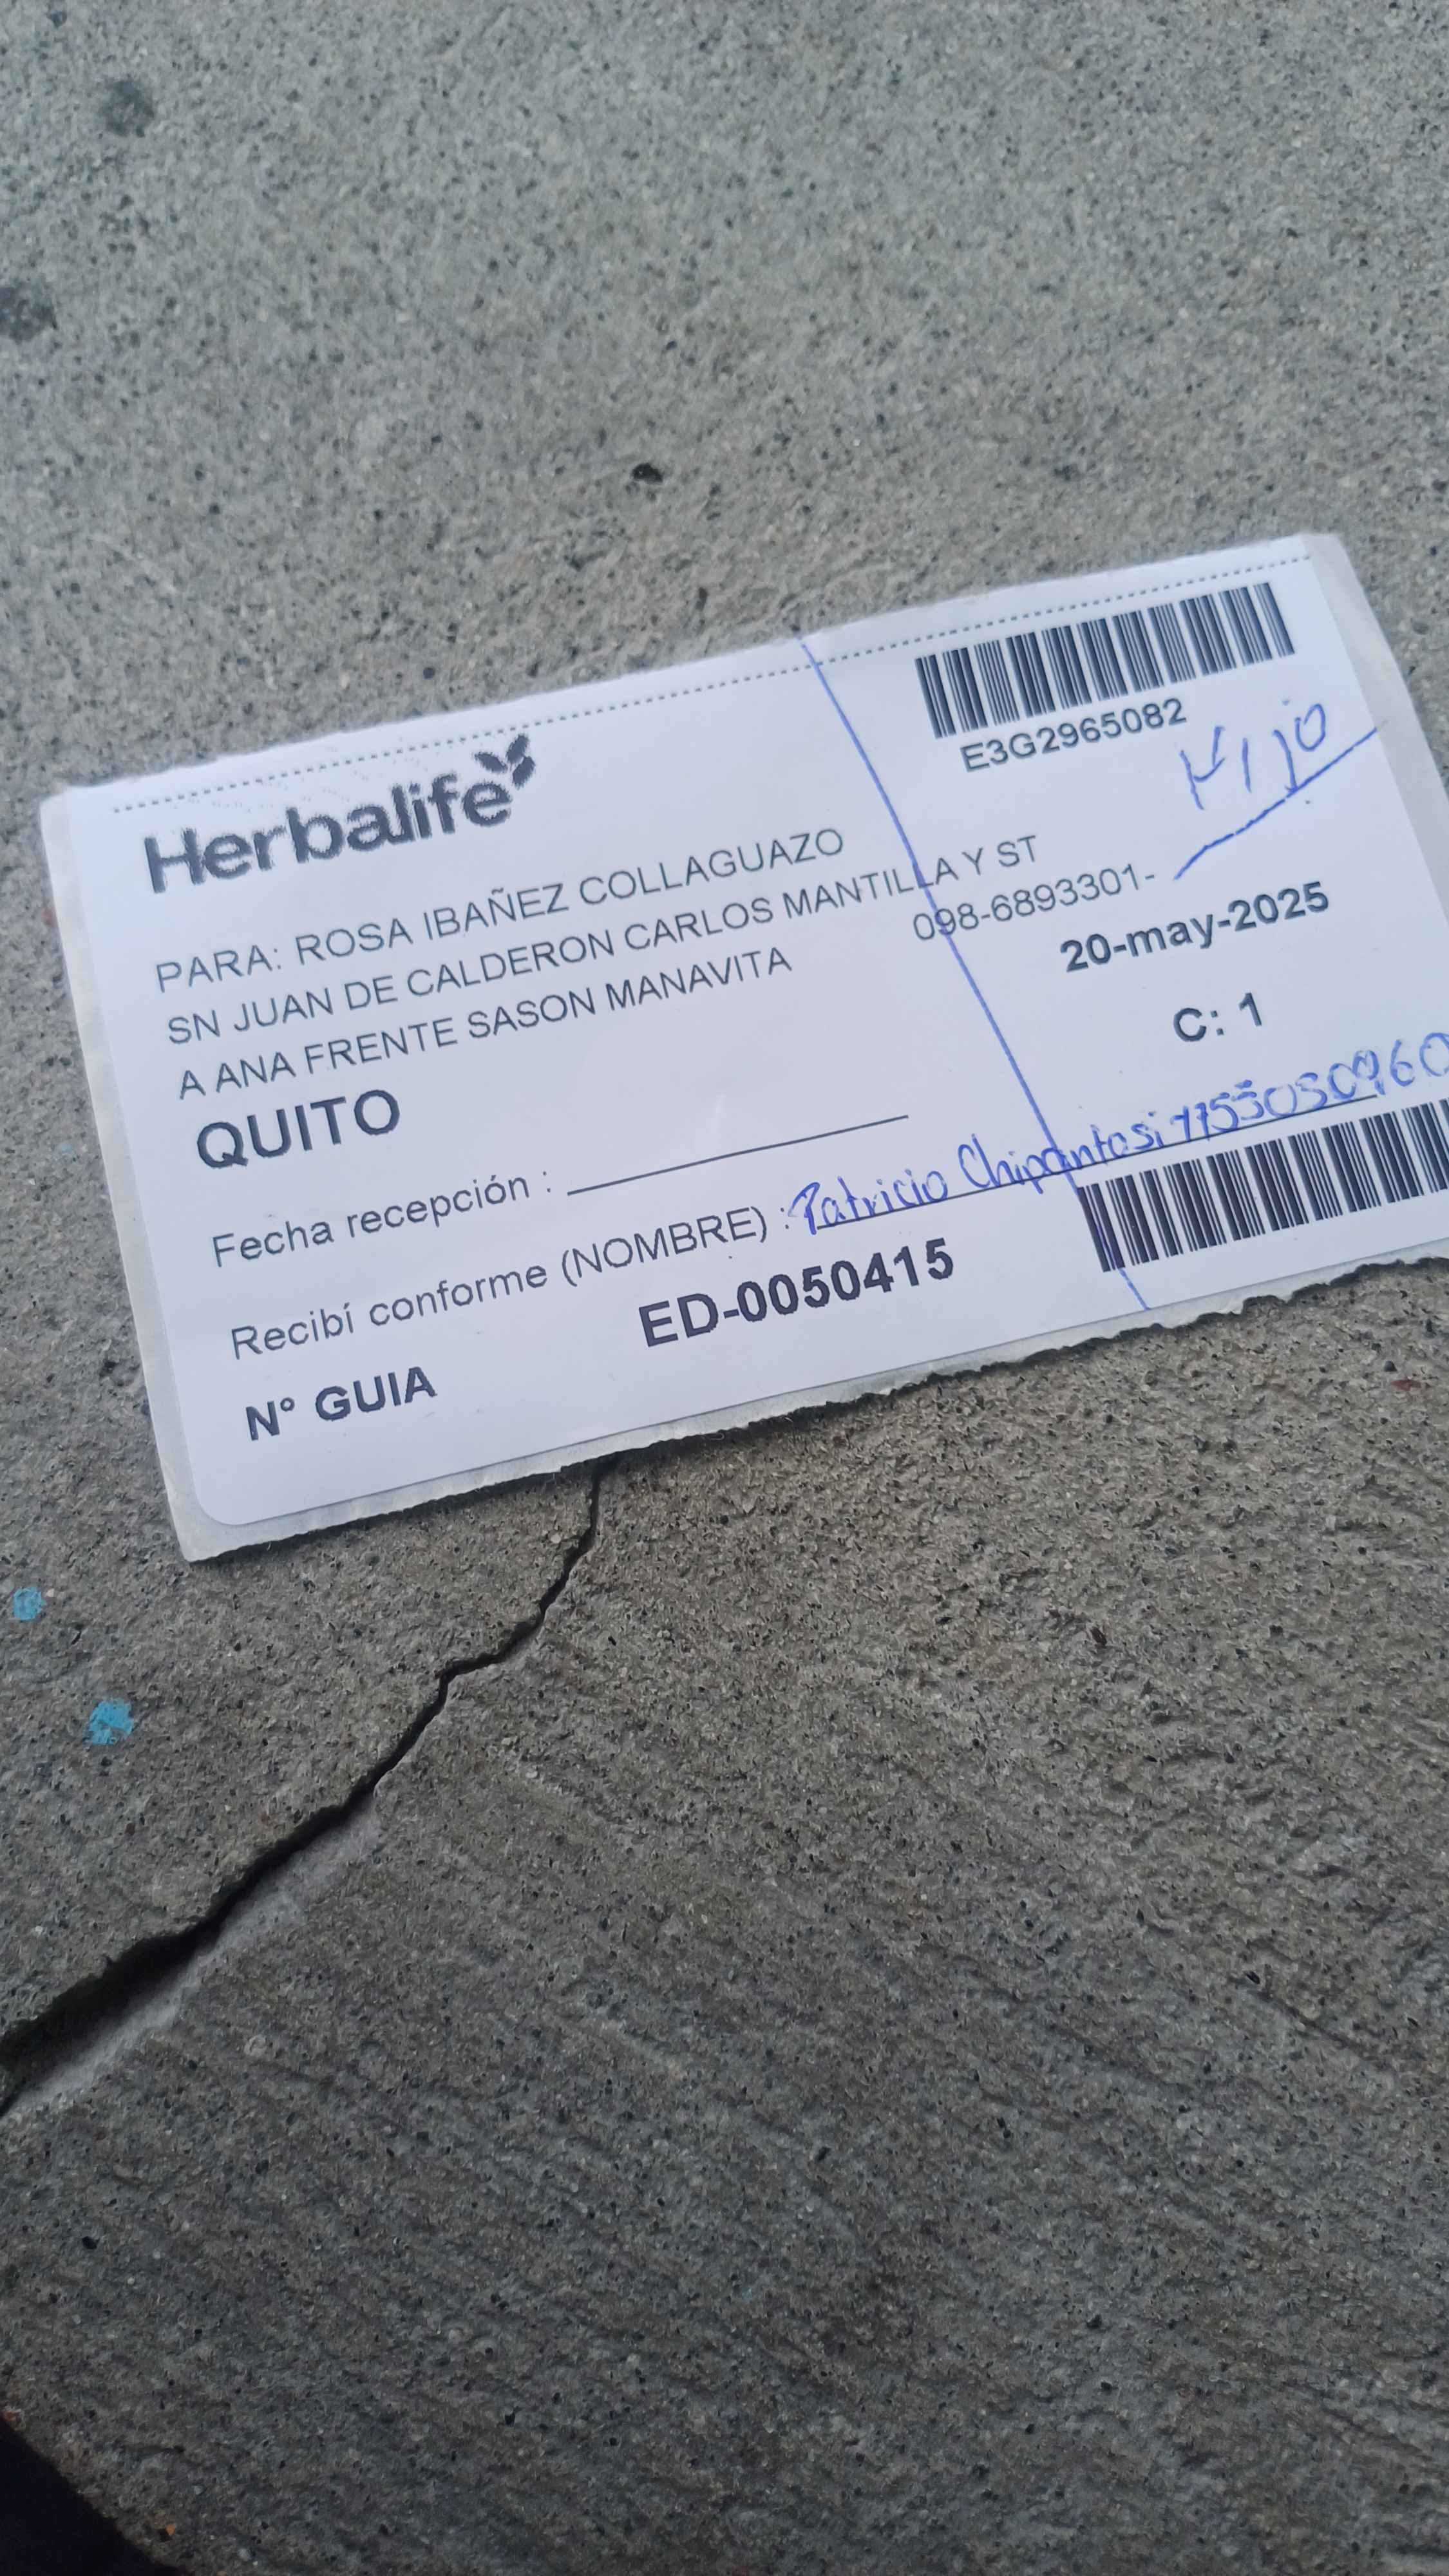 Herbalife
E3G2965082
Hijo
PARA: ROSA IBAÑEZ COLLAGUAZO
SN JUAN DE CALDERON CARLOS MANTILLA Y ST
A ANA FRENTE SASON MANAVITA
098-6893301-
QUITO
20-may-2025
C: 1
Fecha recepción :
Recibí conforme (NOMBRE) : Patricio Chipantasi
N° GUIA
ED-0050415